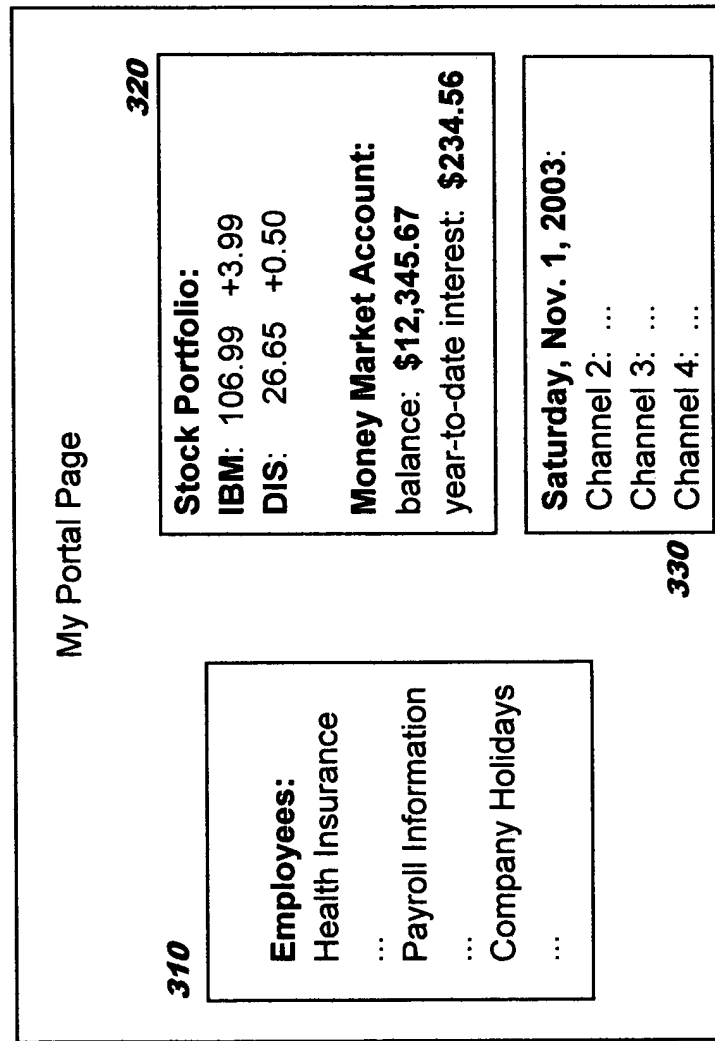 My Portal Page
310
Employees:
Health Insurance
...
Payroll Information
...
Company Holidays
...
320
Stock Portfolio:
IBM: 106.99 +3.99
DIS: 26.65 +0.50
Money Market Account:
balance: $12,345.67
year-to-date interest: $234.56
330
Saturday, Nov. 1, 2003:
Channel 2: ...
Channel 3: ...
Channel 4: ...